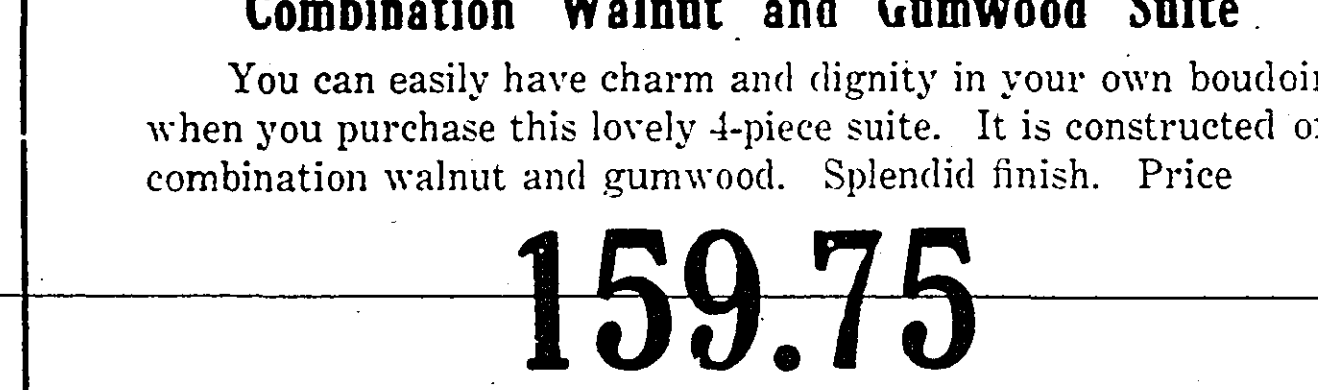 Combination Walnut and Gumwood Suite
You can easily have charm and dignity in your own boudoir
when you purchase this lovely 4-piece suite. It is constructed of
combination walnut and gumwood. Splendid finish. Price
159.75